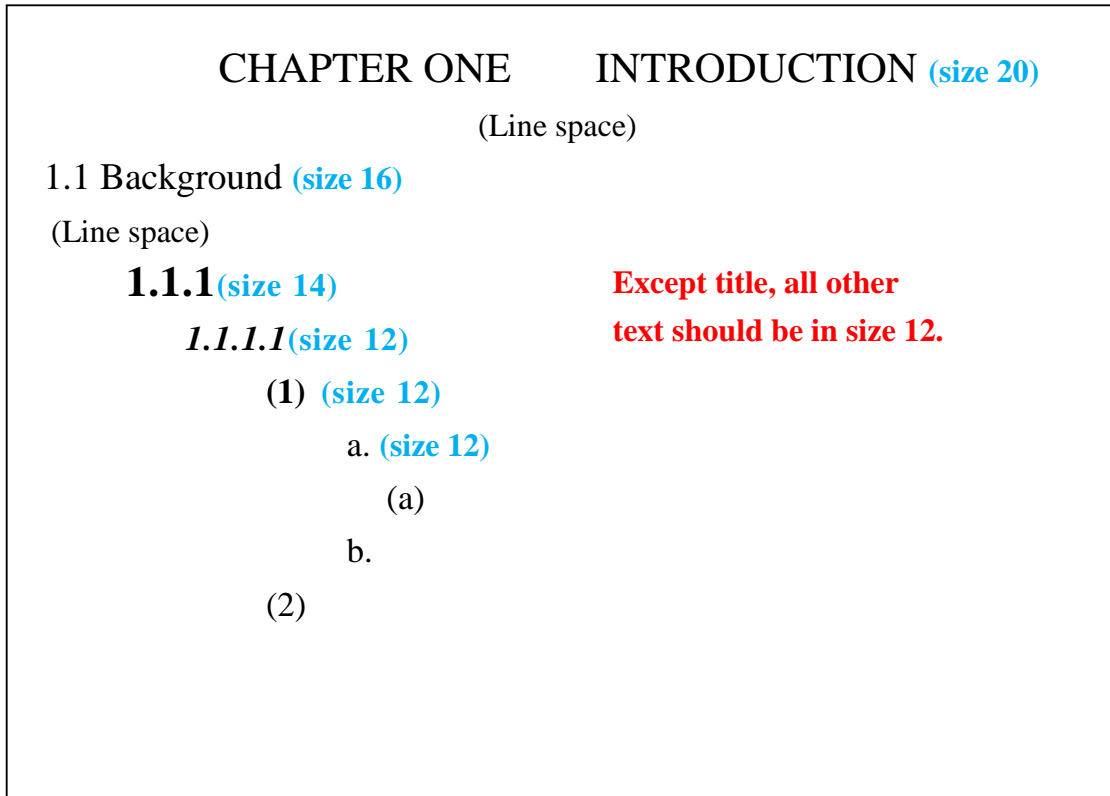 CHAPTER ONE INTRODUCTION (size 20)
(Line space)
1.1 Background (size 16)
(Line space)
1.1.1(size 14)
Except title, all other
1.1.1.1(size 12)
text should be in size 12.
(1) (size 12)
a. (size 12)
(a)
b.
(2)